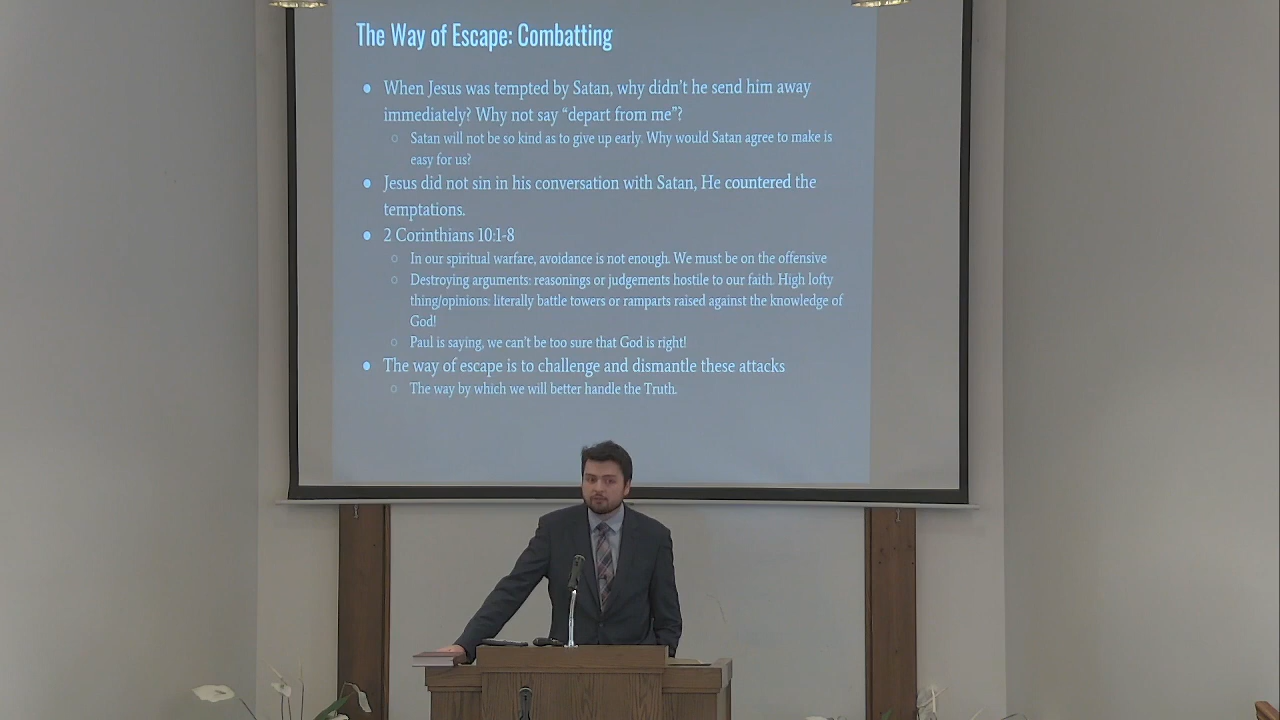 The Way of Escape: Combatting
● When Jesus was tempted by Satan, why didn't he send him away
immediately? Why not say “depart from me”?
○ Satan will not be so kind as to give up early. Why would Satan agree to make is
easy for us?
● Jesus did not sin in his conversation with Satan, He countered the
temptations.
● 2 Corinthians 10:1-8
○ In our spiritual warfare, avoidance is not enough. We must be on the offensive
○ Destroying arguments: reasonings or judgements hostile to our faith. High lofty
thing/opinions: literally battle towers or ramparts raised against the knowledge of
God!
○ Paul is saying, we can't be too sure that God is right!
● The way of escape is to challenge and dismantle these attacks
○ The way by which we will better handle the Truth.